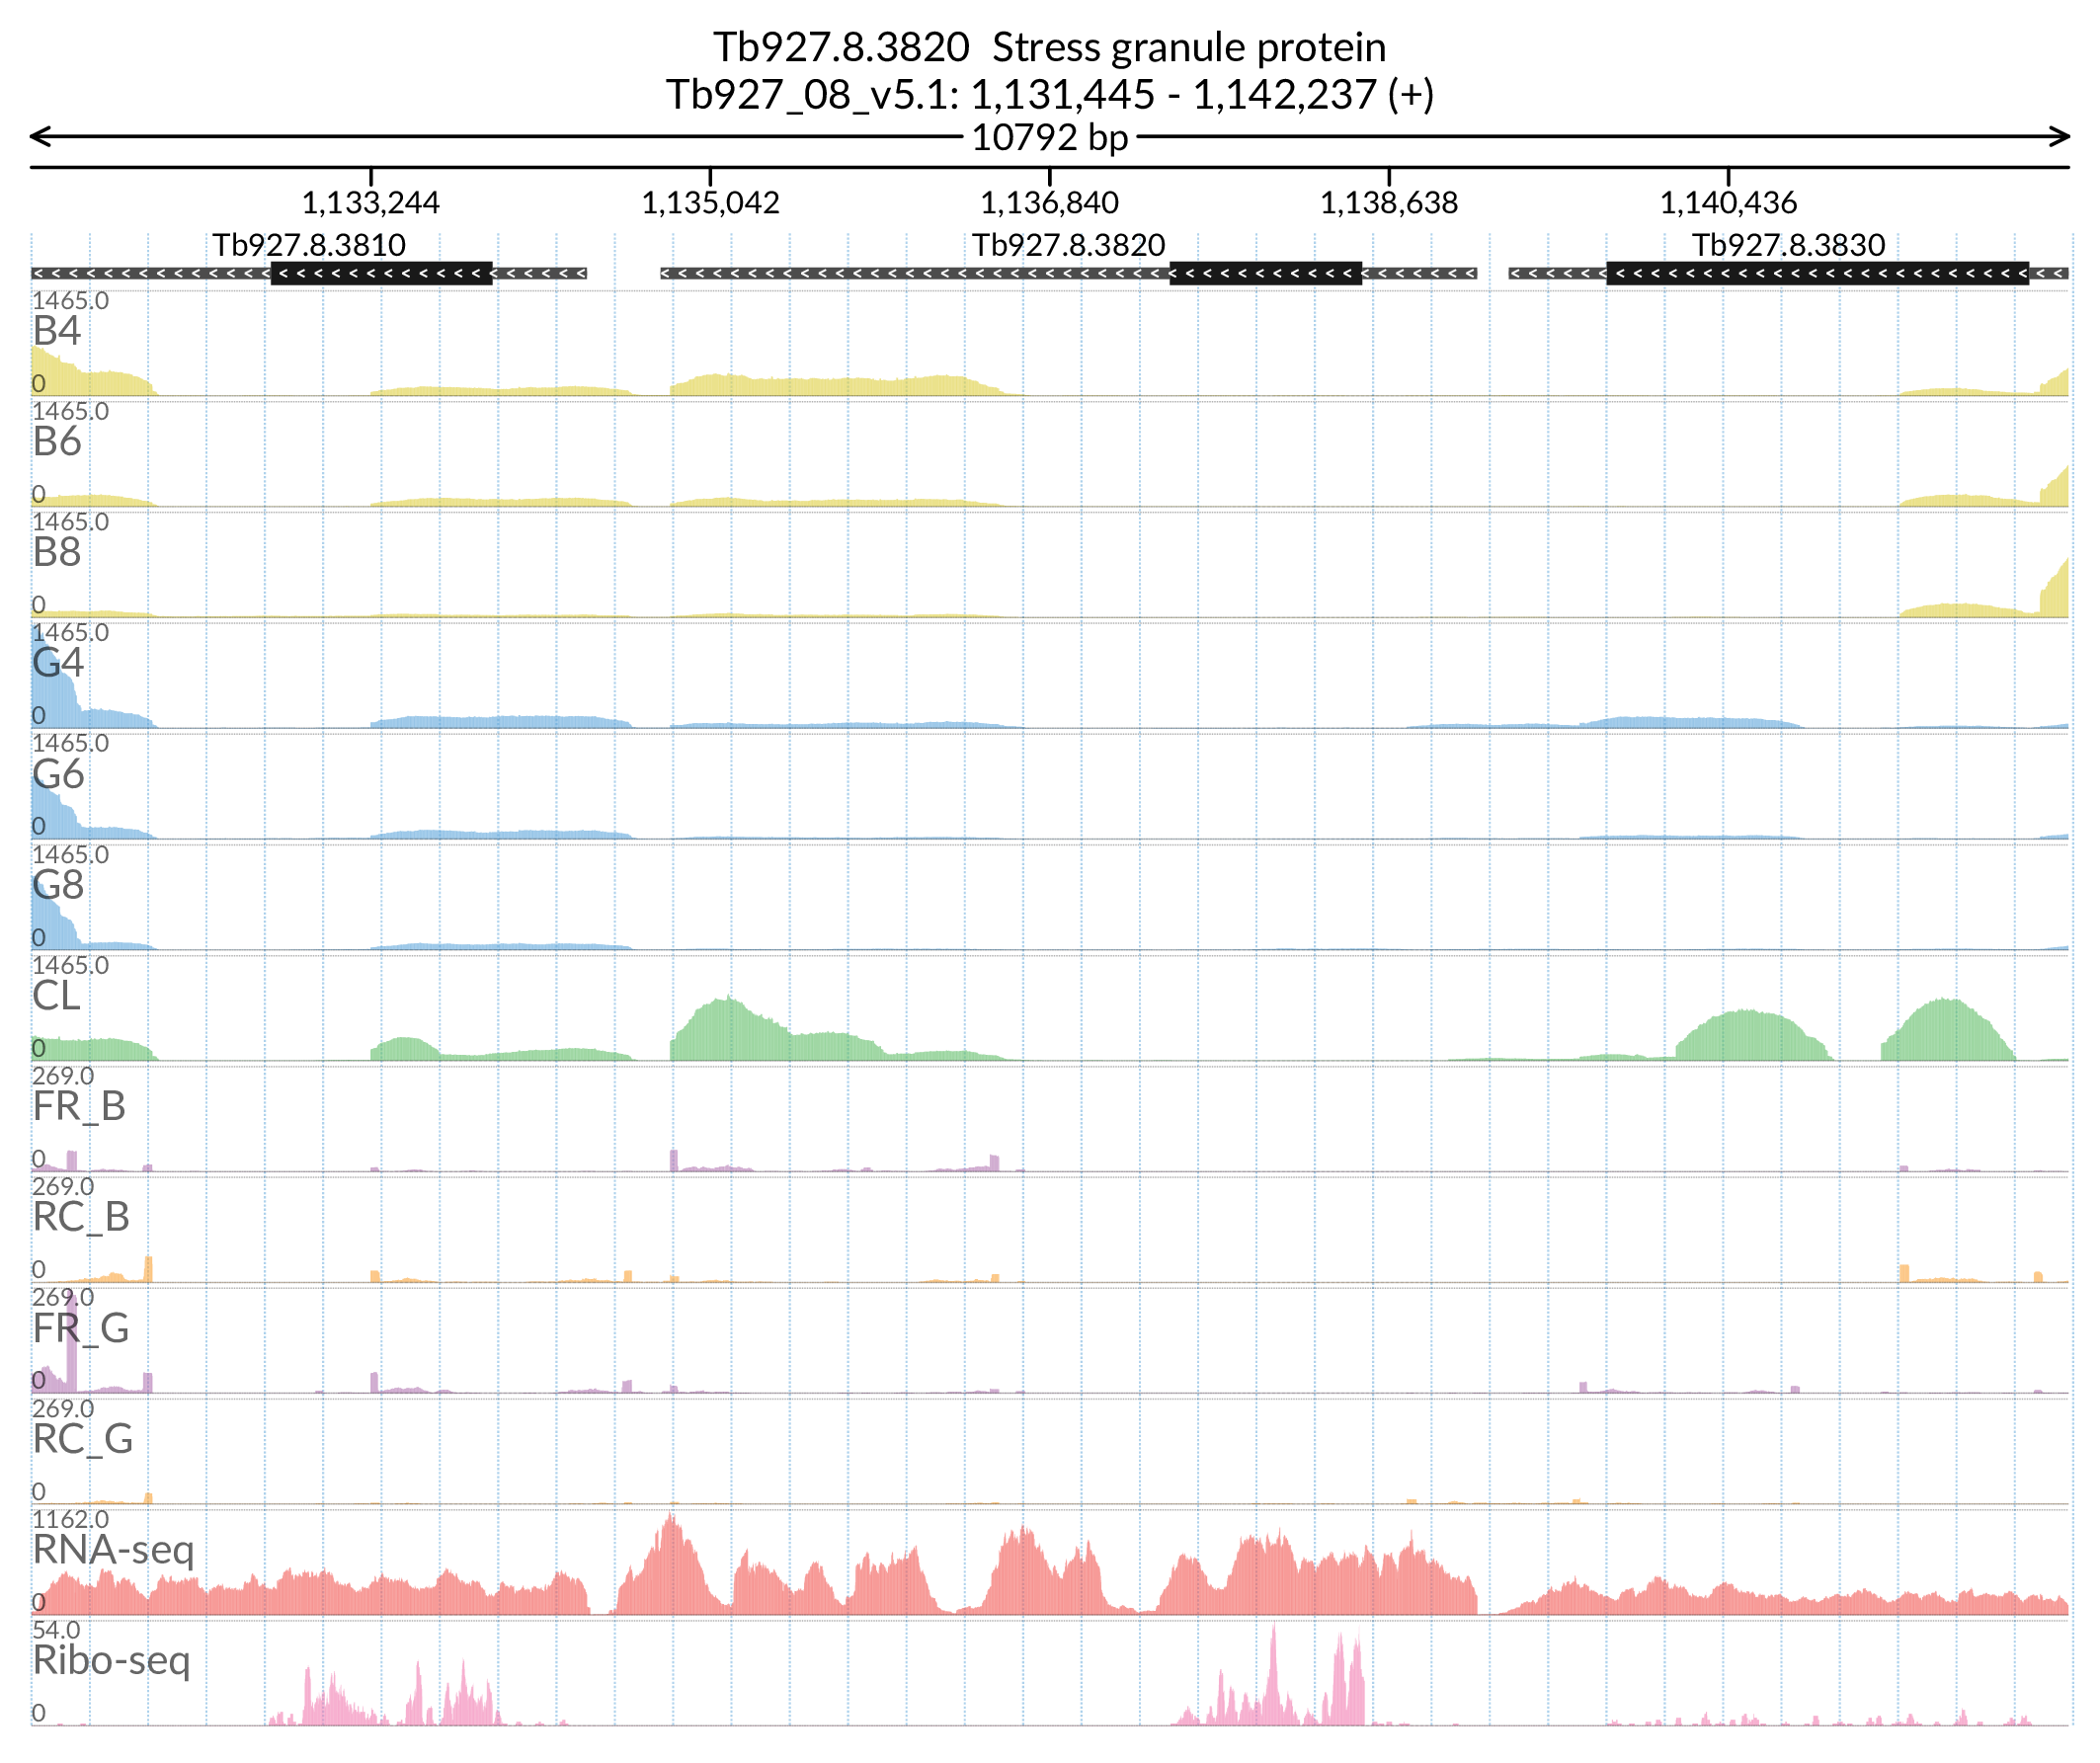 Tb927.8.3820 Stress granule protein
Tb927_08_v5.1: 1,131,445 - 1,142,237 (+)
10792 bp
1,133,244 1,135,042 1,136,840 1,138,638 1,140,436
Tb927.8.3810 Tb927.8.3820 Tb927.8.3830
1465.0
B4
0
1465.0
B6
0
1465.0
B8
0
1465.0
G4
0
1465.0
G6
0
1465.0
G8
0
1465.0
CL
0
269.0
FR_B
0
269.0
RC_B
0
269.0
FR_G
0
269.0
RC_G
0
1162.0
RNA-seq
0
54.0
Ribo-seq
0